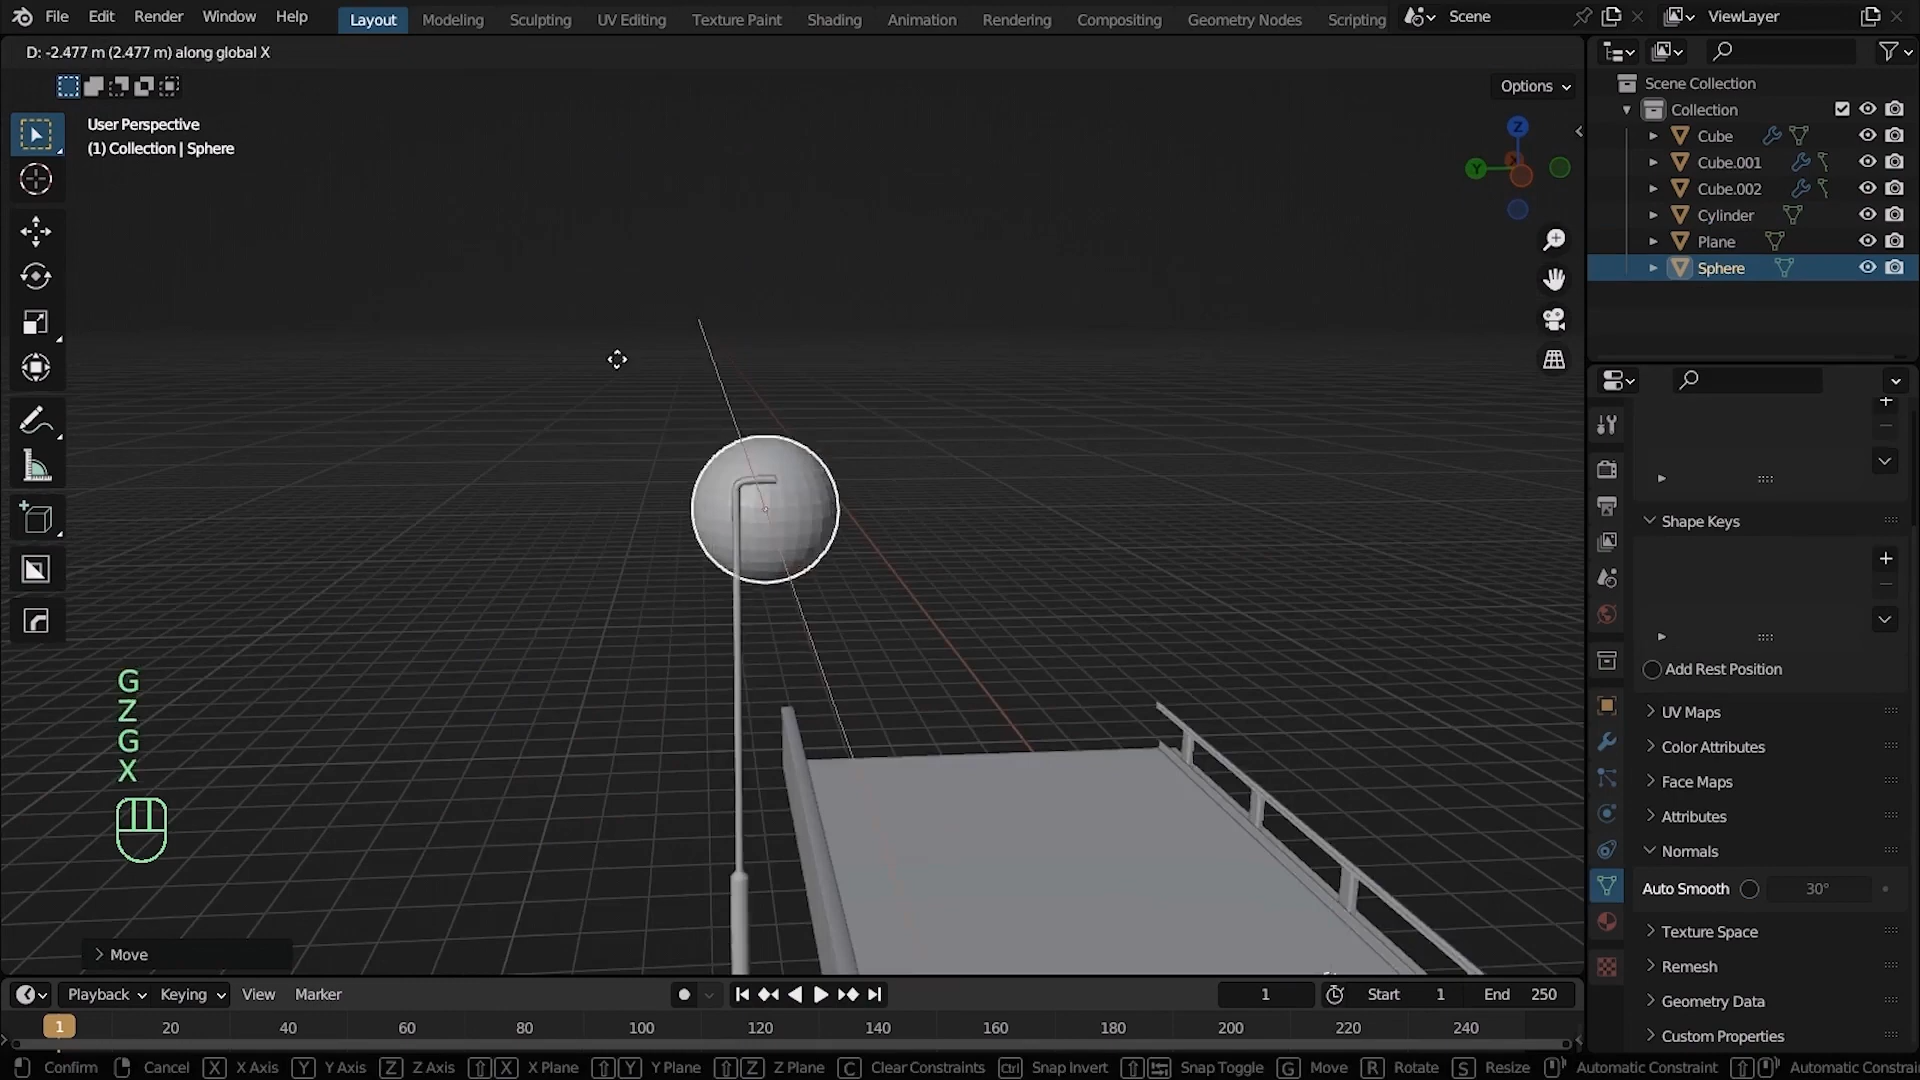 File Edit Render Window Help Layout Modeling Sculpting UV Editing Texture Paint Shading Animation Rendering Compositing Geometry Nodes Scripting Scene ViewLayer
D: -2.477 m (2.477 m) along global X
Options
User Perspective
(1) Collection | Sphere
Z
Y
X
G
Z
G
X
Move
Scene Collection
Collection
Cube
Cube.001
Cube.002
Cylinder
Plane
Sphere
Shape Keys
Add Rest Position
UV Maps
Color Attributes
Face Maps
Attributes
Normals
Auto Smooth 30°
Texture Space
Remesh
Geometry Data
Custom Properties
Playback Keying View Marker 1 Start 1 End 250
1 20 40 60 80 100 120 140 160 180 200 220 240
Confirm Cancel X X Axis Y Y Axis Z Z Axis X X Plane Y Y Plane Z Z Plane C Clear Constraints Ctrl Snap Invert Snap Toggle G Move R Rotate S Resize Automatic Constraint Automatic Constrai